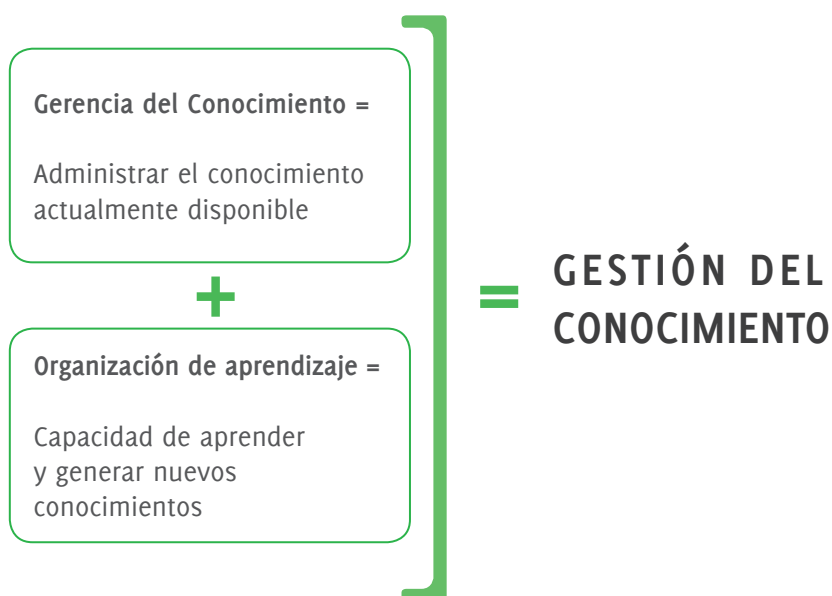 Gerencia del Conocimiento =
Administrar el conocimiento
actualmente disponible
+
Organización de aprendizaje =
Capacidad de aprender
y generar nuevos
conocimientos
= GESTIÓN DEL
CONOCIMIENTO